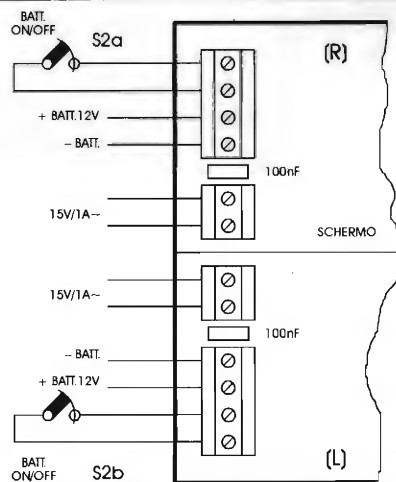 BATT.
ON/OFF
S2a
(R)
+ BATT.12V
– BATT.
100nF
15V/1A~
SCHERMO
15V/1A~
100nF
– BATT.
+ BATT.12V
BATT.
ON/OFF
S2b
(L)